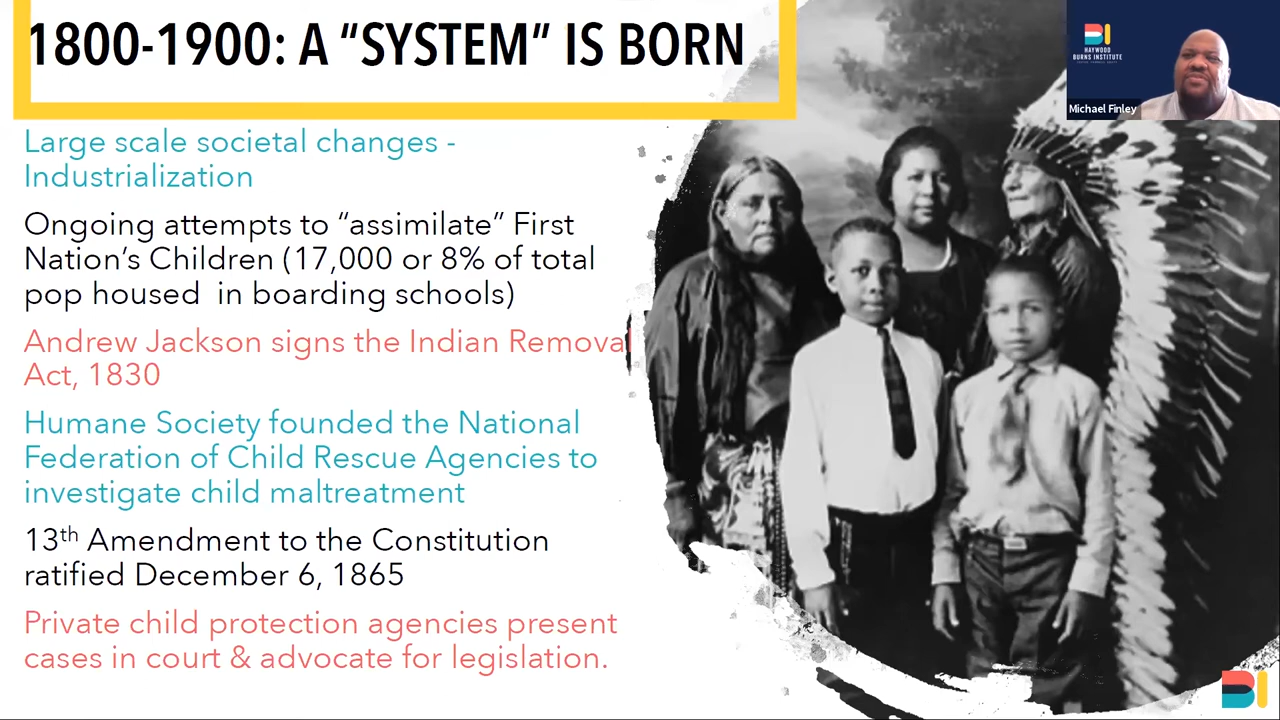 1800-1900: A “SYSTEM” IS BORN
Large scale societal changes -
Industrialization
Ongoing attempts to “assimilate” First
Nation’s Children (17,000 or 8% of total
pop housed  in boarding schools)
Andrew Jackson signs the Indian Removal
Act, 1830
Humane Society founded the National
Federation of Child Rescue Agencies to
investigate child maltreatment
13th Amendment to the Constitution
ratified December 6, 1865
Private child protection agencies present
cases in court & advocate for legislation.
HAYWOOD
BURNS INSTITUTE
Michael Finley